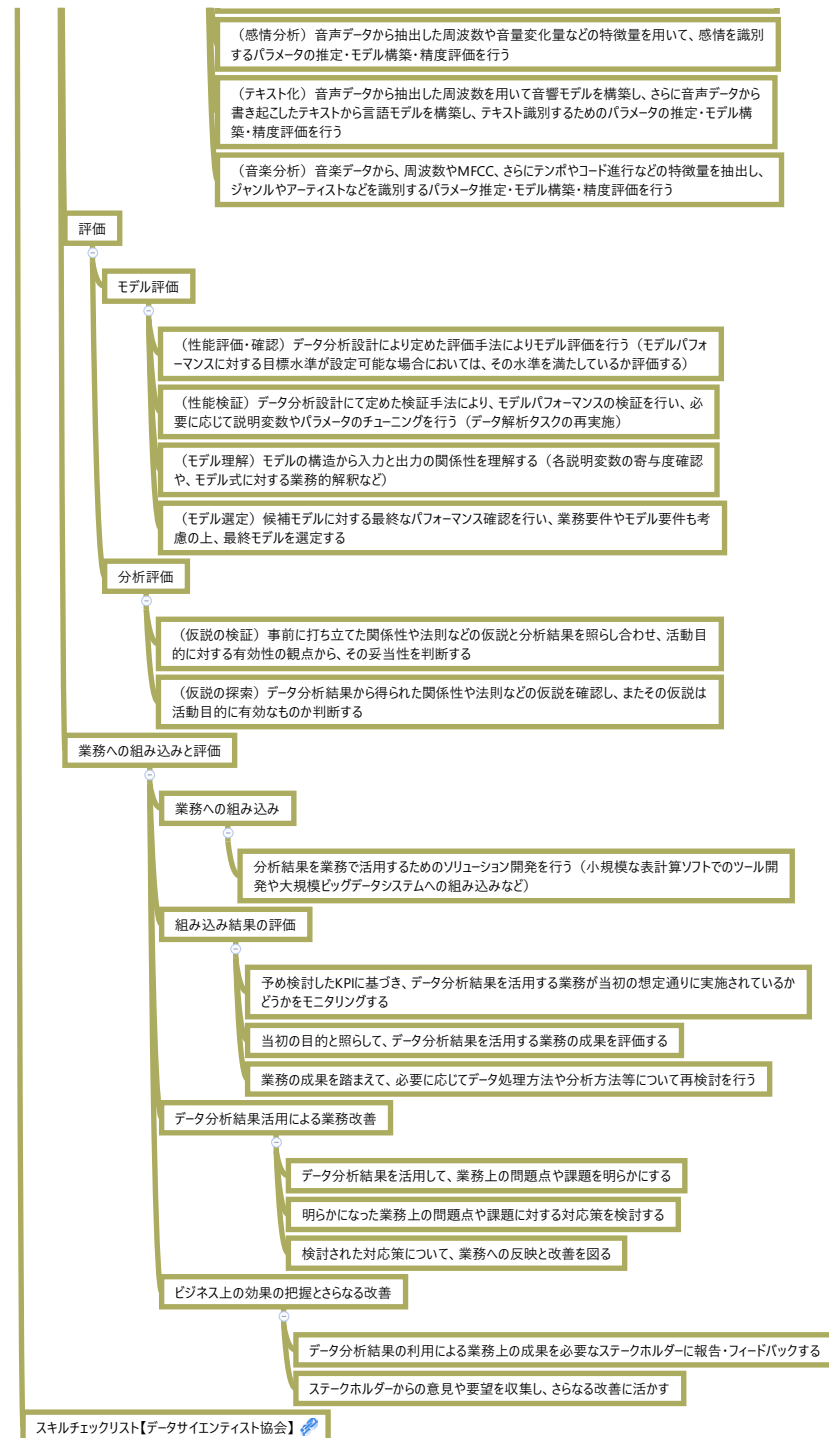 （感情分析）音声データから抽出した周波数や音量変化量などの特徴量を用いて、感情を識別
するパラメータの推定・モデル構築・精度評価を行う
（テキスト化）音声データから抽出した周波数を用いて音響モデルを構築し、さらに音声データから
書き起こしたテキストから言語モデルを構築し、テキスト識別するためのパラメータの推定・モデル構
築・精度評価を行う
（音楽分析）音楽データから、周波数やMFCC、さらにテンポやコード進行などの特徴量を抽出し、
ジャンルやアーティストなどを識別するパラメータ推定・モデル構築・精度評価を行う
評価
モデル評価
（性能評価・確認）データ分析設計により定めた評価手法によりモデル評価を行う（モデルパフォ
ーマンスに対する目標水準が設定可能な場合においては、その水準を満たしているか評価する）
（性能検証）データ分析設計にて定めた検証手法により、モデルパフォーマンスの検証を行い、必
要に応じて説明変数やパラメータのチューニングを行う（データ解析タスクの再実施）
（モデル理解）モデルの構造から入力と出力の関係性を理解する（各説明変数の寄与度確認
や、モデル式に対する業務的解釈など）
（モデル選定）候補モデルに対する最終なパフォーマンス確認を行い、業務要件やモデル要件も考
慮の上、最終モデルを選定する
分析評価
（仮説の検証）事前に打ち立てた関係性や法則などの仮説と分析結果を照らし合わせ、活動目
的に対する有効性の観点から、その妥当性を判断する
（仮説の探索）データ分析結果から得られた関係性や法則などの仮説を確認し、またその仮説は
活動目的に有効なものか判断する
業務への組み込みと評価
業務への組み込み
分析結果を業務で活用するためのソリューション開発を行う（小規模な表計算ソフトでのツール開
発や大規模ビッグデータシステムへの組み込みなど）
組み込み結果の評価
予め検討したKPIに基づき、データ分析結果を活用する業務が当初の想定通りに実施されているか
どうかをモニタリングする
当初の目的と照らして、データ分析結果を活用する業務の成果を評価する
業務の成果を踏まえて、必要に応じてデータ処理方法や分析方法等について再検討を行う
データ分析結果活用による業務改善
データ分析結果を活用して、業務上の問題点や課題を明らかにする
明らかになった業務上の問題点や課題に対する対応策を検討する
検討された対応策について、業務への反映と改善を図る
ビジネス上の効果の把握とさらなる改善
データ分析結果の利用による業務上の成果を必要なステークホルダーに報告・フィードバックする
ステークホルダーからの意見や要望を収集し、さらなる改善に活かす
スキルチェックリスト【データサイエンティスト協会】